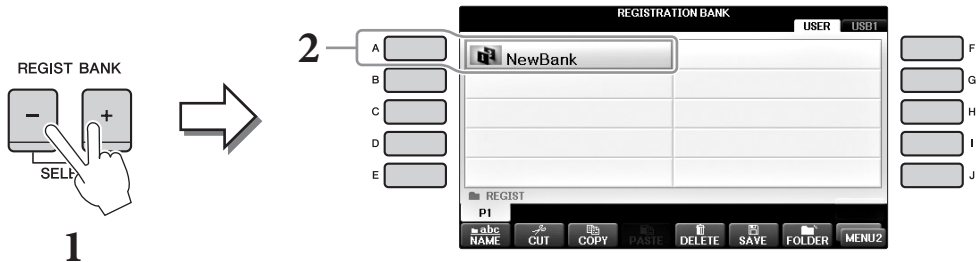 REGIST BANK
- +
SEL
1
2
REGISTRATION BANK
USER USB1
A
B
C
D
E
NewBank
F
G
H
I
J
REGIST
P1
abc
NAME CUT COPY PASTE DELETE SAVE FOLDER MENU2